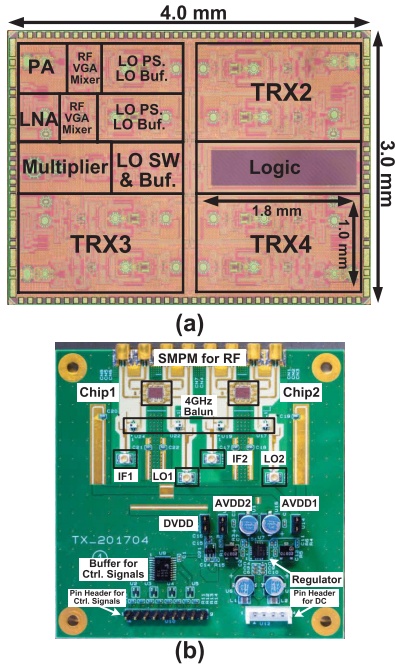 4.0 mm
PA
RF
VGA
Mixer
LO PS.
LO Buf.
TRX2
LNA
RF
VGA
Mixer
LO PS.
LO Buf.
3.0 mm
Multiplier
LO SW
& Buf.
Logic
1.8 mm
TRX3
TRX4
1.0 mm
(a)
SMPM for RF
Chip1
Chip2
4GHz
Balun
IF1
LO1
IF2
LO2
AVDD2
AVDD1
DVDD
TX_201704
Buffer for
Ctrl. Signals
Regulator
Pin Header for
Ctrl. Signals
Pin Header
for DC
(b)